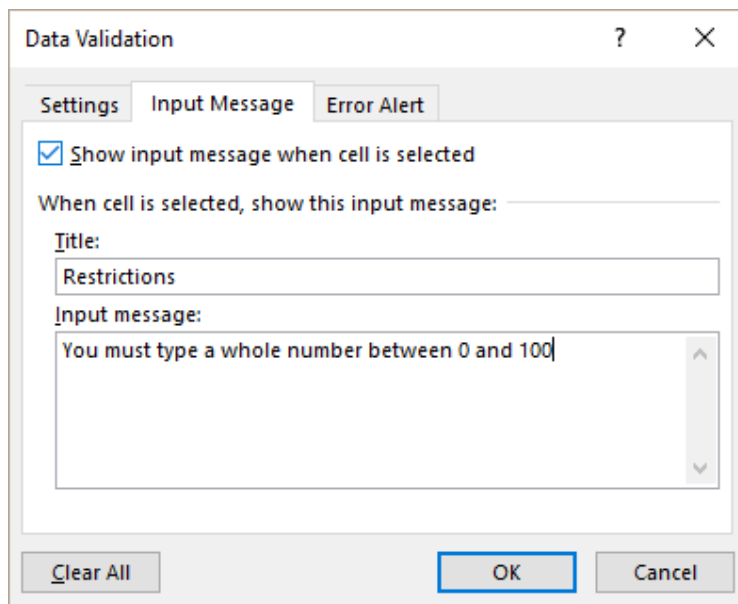 Data Validation ?
Settings Input Message Error Alert
Show input message when cell is selected
When cell is selected, show this input message:
Title:
Restrictions
Input message:
You must type a whole number between 0 and 100
Clear All OK Cancel